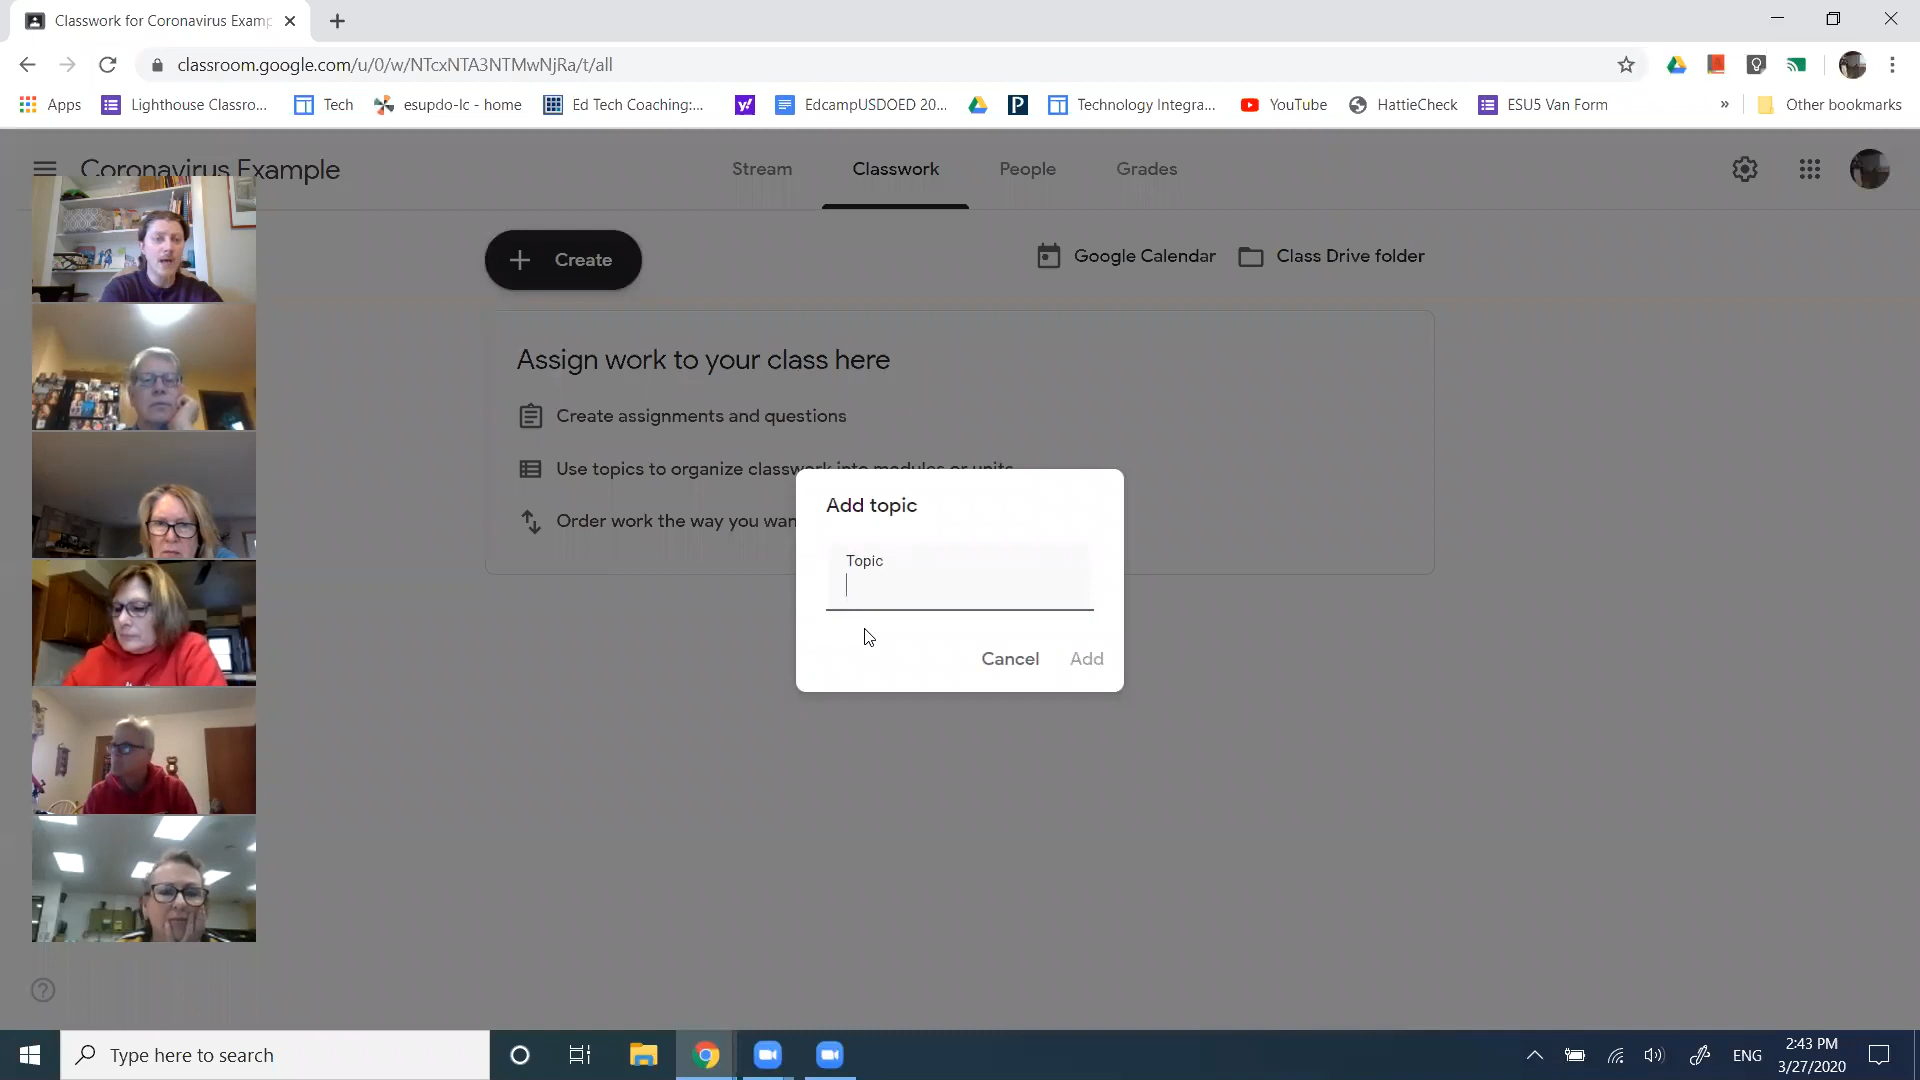 Classwork for Coronavirus Examp
classroom.google.com/u/0/w/NTcxNTA3NTMwNjRa/t/all
Apps
Lighthouse Classro...
Tech
esupdo-lc - home
Ed Tech Coaching:...
y!
EdcampUSDOED 20...
P
Technology Integra...
YouTube
HattieCheck
ESU5 Van Form
»
Other bookmarks
Coronavirus Example
Stream
Classwork
People
Grades
Create
Google Calendar
Class Drive folder
Assign work to your class here
Create assignments and questions
Use topics to organize classwork into modules or units
Order work the way you wan
Add topic
Topic
Cancel
Add
Type here to search
ENG
2:43 PM
3/27/2020